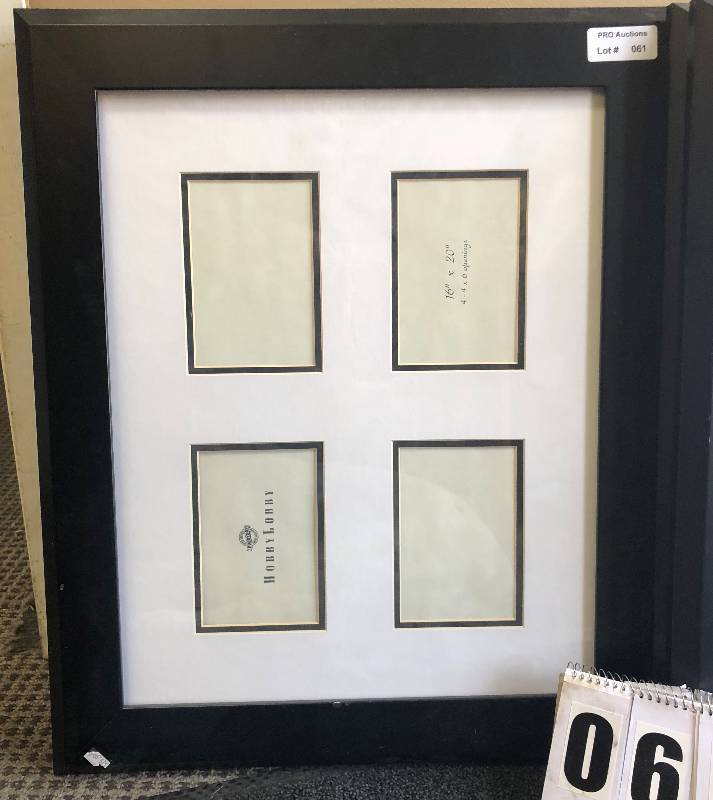 PRO Auctions
Lot # 061
16" x 20"
4 - 4 x 6 openings
HOBBY LOBBY
06